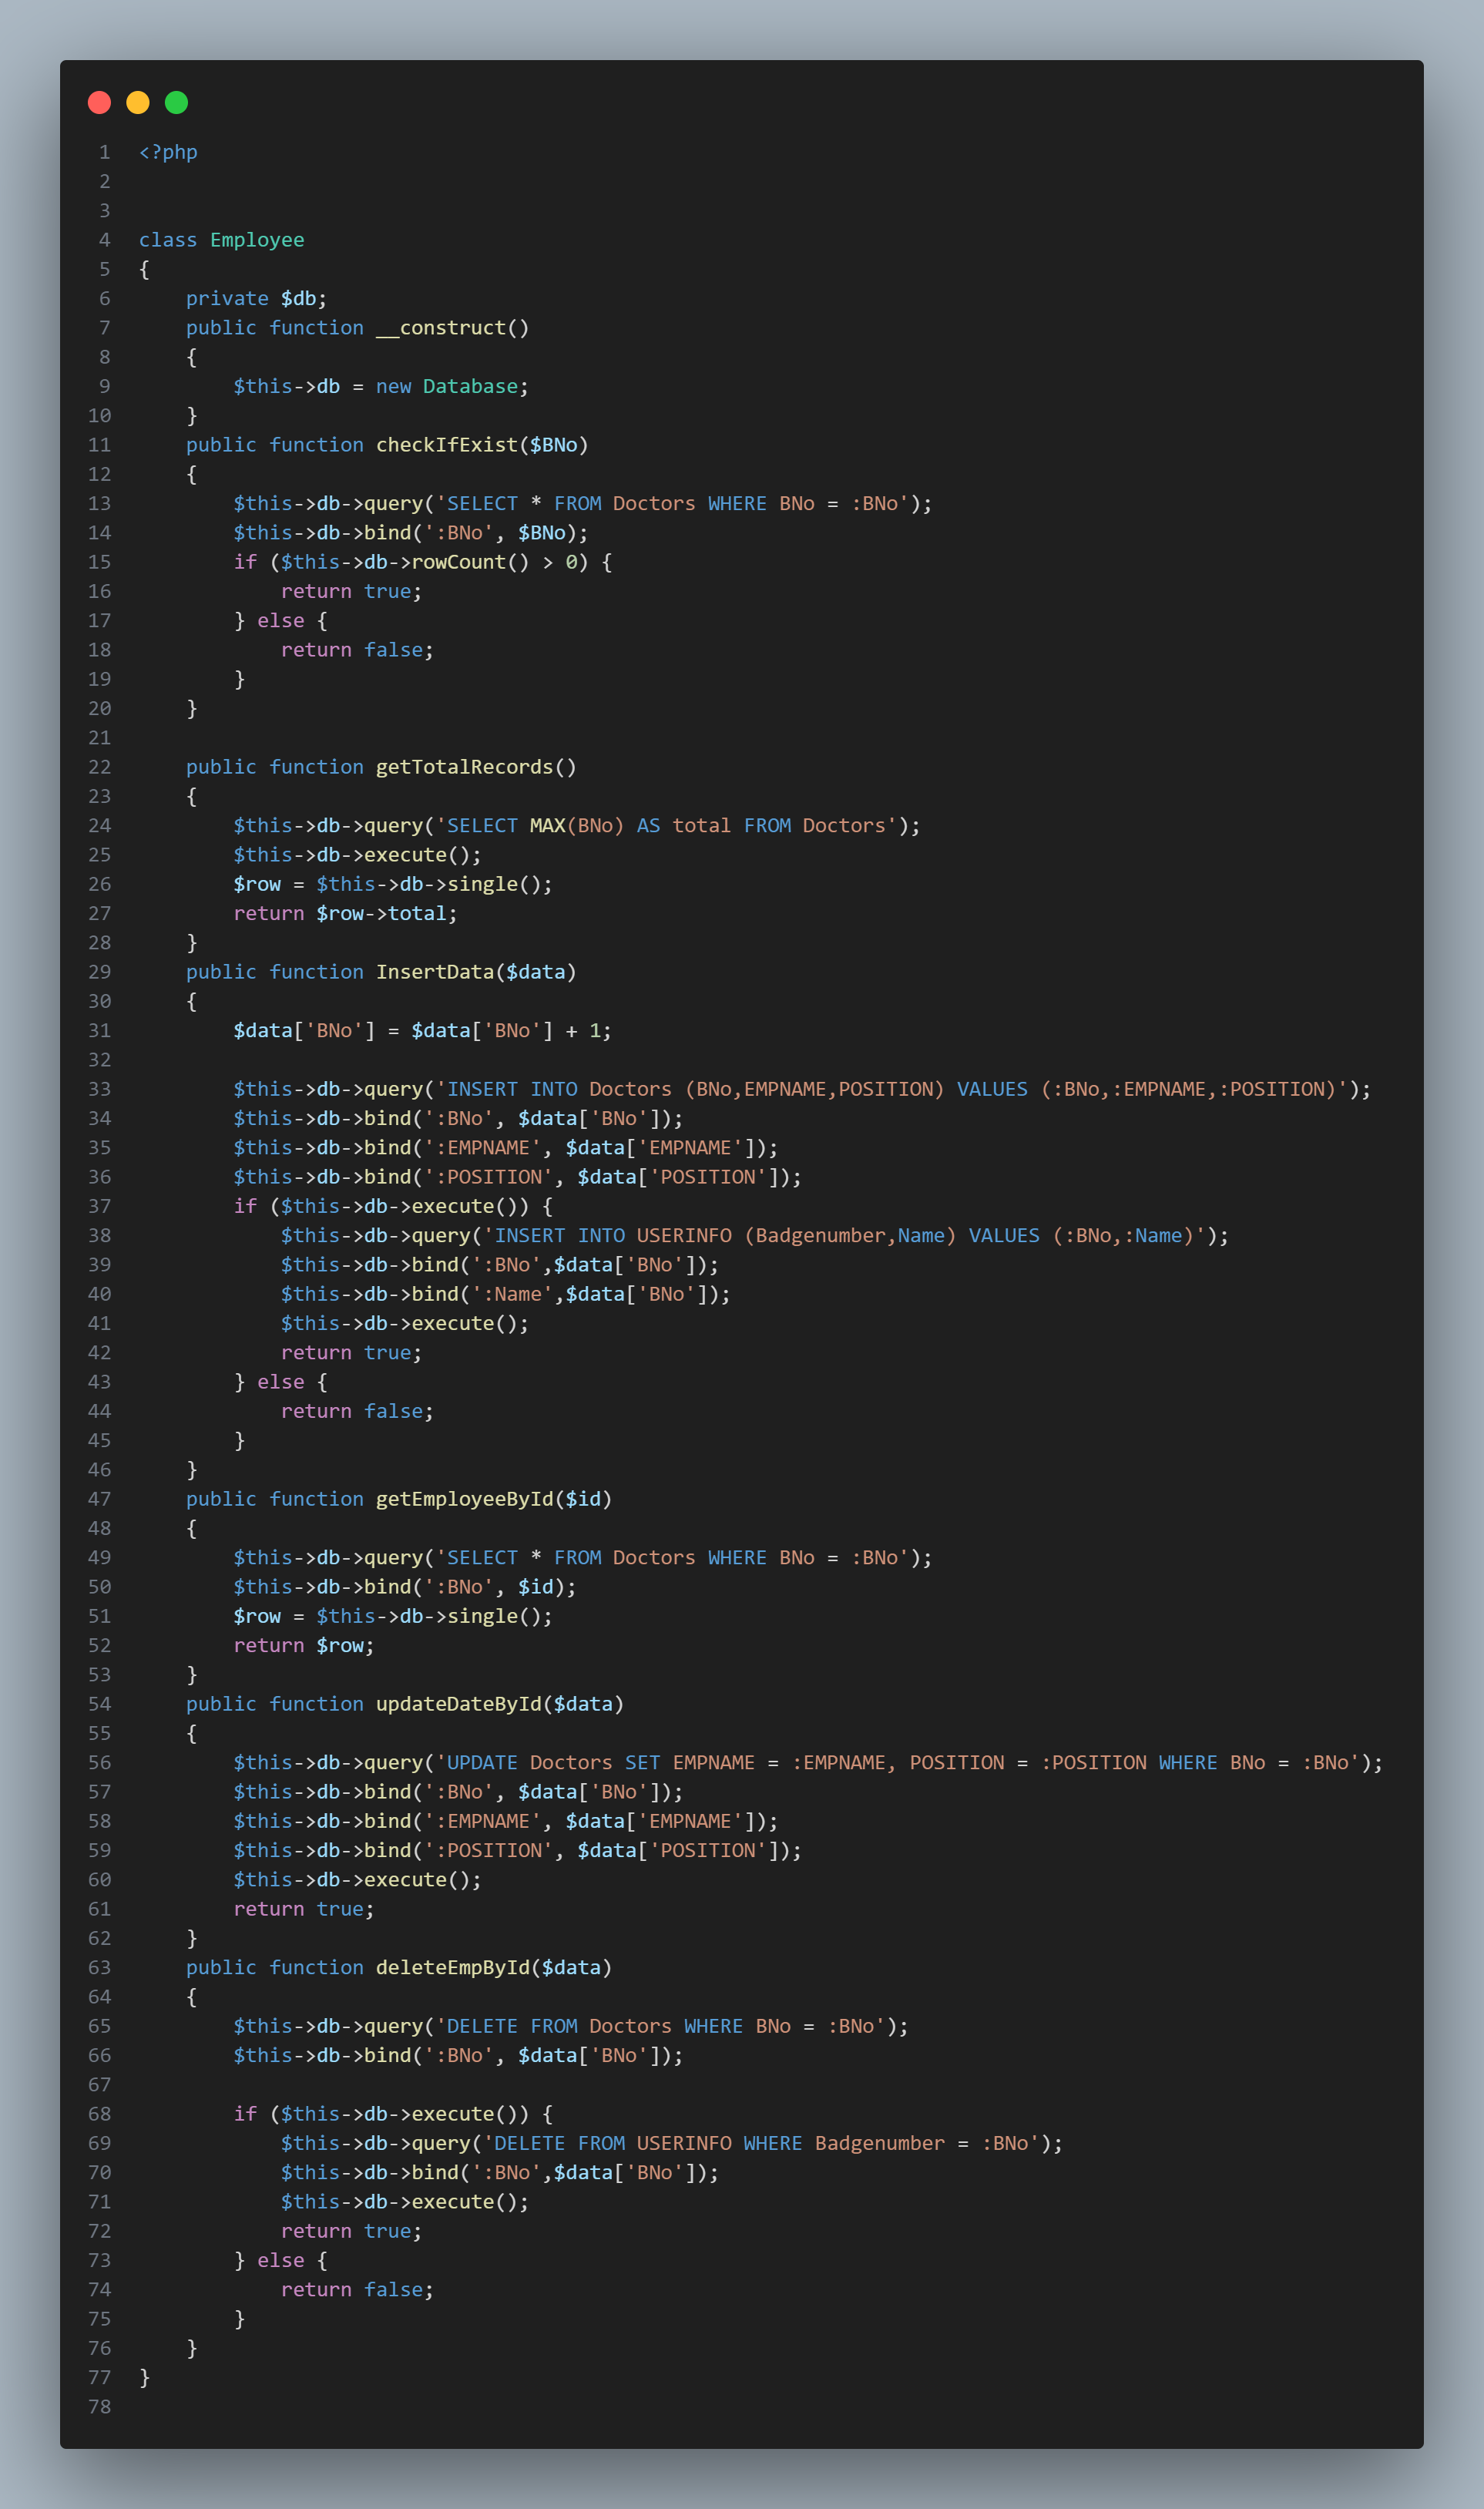 1 <?php
2
3
4 class Employee
5 {
6     private $db;
7     public function __construct()
8     {
9         $this->db = new Database;
10     }
11     public function checkIfExist($BNo)
12     {
13         $this->db->query('SELECT * FROM Doctors WHERE BNo = :BNo');
14         $this->db->bind(':BNo', $BNo);
15         if ($this->db->rowCount() > 0) {
16             return true;
17         } else {
18             return false;
19         }
20     }
21
22     public function getTotalRecords()
23     {
24         $this->db->query('SELECT MAX(BNo) AS total FROM Doctors');
25         $this->db->execute();
26         $row = $this->db->single();
27         return $row->total;
28     }
29     public function InsertData($data)
30     {
31         $data['BNo'] = $data['BNo'] + 1;
32
33         $this->db->query('INSERT INTO Doctors (BNo,EMPNAME,POSITION) VALUES (:BNo,:EMPNAME,:POSITION)');
34         $this->db->bind(':BNo', $data['BNo']);
35         $this->db->bind(':EMPNAME', $data['EMPNAME']);
36         $this->db->bind(':POSITION', $data['POSITION']);
37         if ($this->db->execute()) {
38             $this->db->query('INSERT INTO USERINFO (Badgenumber,Name) VALUES (:BNo,:Name)');
39             $this->db->bind(':BNo',$data['BNo']);
40             $this->db->bind(':Name',$data['BNo']);
41             $this->db->execute();
42             return true;
43         } else {
44             return false;
45         }
46     }
47     public function getEmployeeById($id)
48     {
49         $this->db->query('SELECT * FROM Doctors WHERE BNo = :BNo');
50         $this->db->bind(':BNo', $id);
51         $row = $this->db->single();
52         return $row;
53     }
54     public function updateDateById($data)
55     {
56         $this->db->query('UPDATE Doctors SET EMPNAME = :EMPNAME, POSITION = :POSITION WHERE BNo = :BNo');
57         $this->db->bind(':BNo', $data['BNo']);
58         $this->db->bind(':EMPNAME', $data['EMPNAME']);
59         $this->db->bind(':POSITION', $data['POSITION']);
60         $this->db->execute();
61         return true;
62     }
63     public function deleteEmpById($data)
64     {
65         $this->db->query('DELETE FROM Doctors WHERE BNo = :BNo');
66         $this->db->bind(':BNo', $data['BNo']);
67
68         if ($this->db->execute()) {
69             $this->db->query('DELETE FROM USERINFO WHERE Badgenumber = :BNo');
70             $this->db->bind(':BNo',$data['BNo']);
71             $this->db->execute();
72             return true;
73         } else {
74             return false;
75         }
76     }
77 }
78